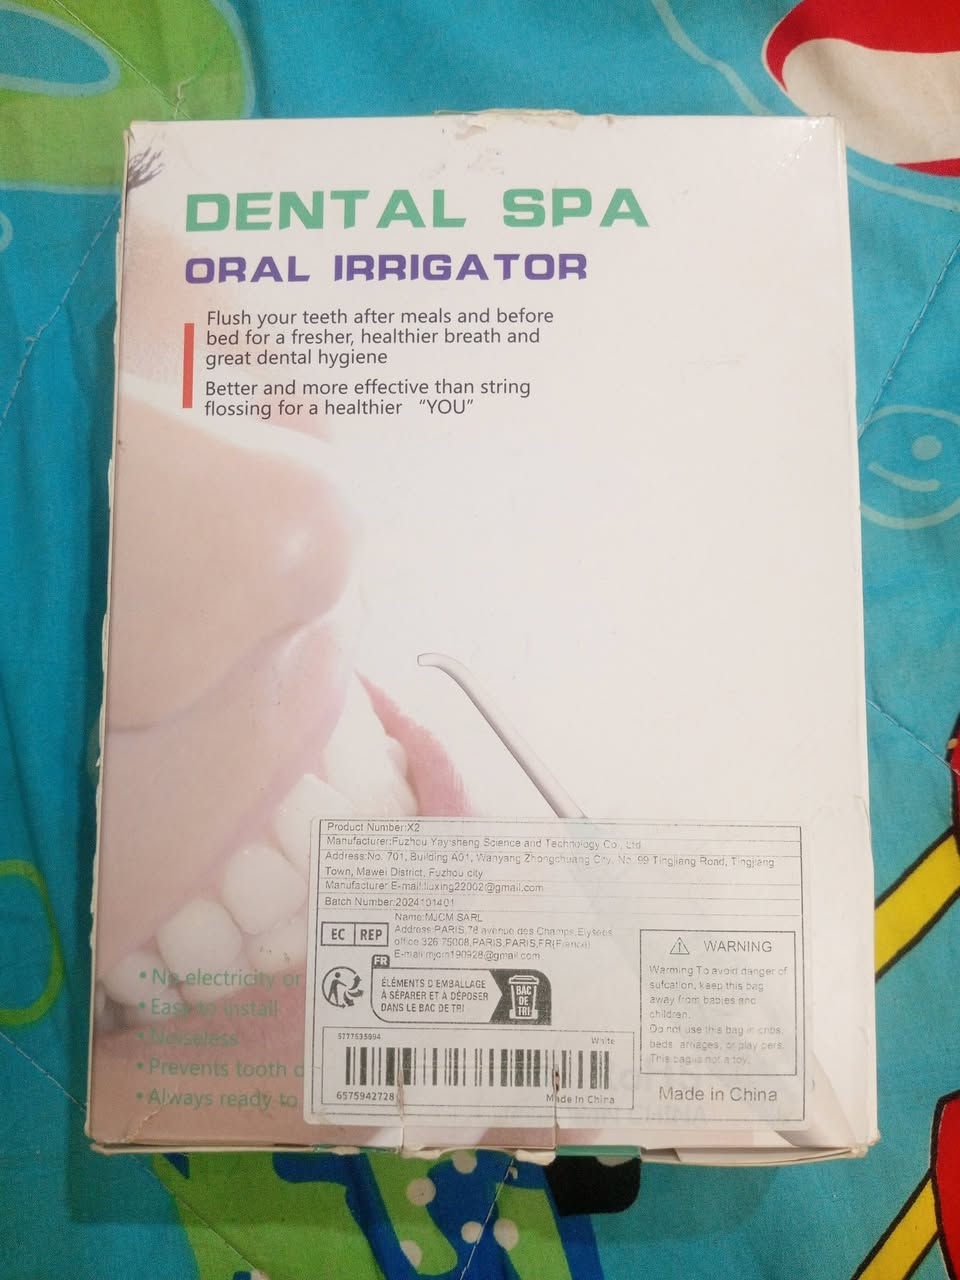 DENTAL SPA
ORAL IRRIGATOR
Flush your teeth after meals and before
bed for a fresher, healthier breath and
great dental hygiene
Better and more effective than string
flossing for a healthier “YOU”
• No electricity or
• Easy to install
• Noiseless
• Prevents tooth
• Always ready to
Product Number:X2
Manufacturer:Fuzhou Yayisheng Science and Technology Co., Ltd
Address:No. 701, Building A01, Wanyang Zhongchuang City, No. 99 Tingjiang Road, Tingjiang
Town, Mawei District, Fuzhou city
Manufacturer E-mail:liuxing22002@gmail.com
Batch Number:2024101401
EC REP
Name:MJCM SARL
Address:PARIS,78 avenue des Champs,Elysees
office 326 75008,PARIS,PARIS,FR(France)
E-mail:mjcm190928@gmail.com
FR
ÉLÉMENTS D'EMBALLAGE
À SÉPARER ET À DÉPOSER
DANS LE BAC DE TRI
BAC
DE
TRI
WARNING
Warming To avoid danger of
sufcation, keep this bag
away from babies and
children.
Do not use this bag in cribs,
beds, or play pers.
This bag is not a toy.
5777535994
White
6575942728
Made In China
Made in China